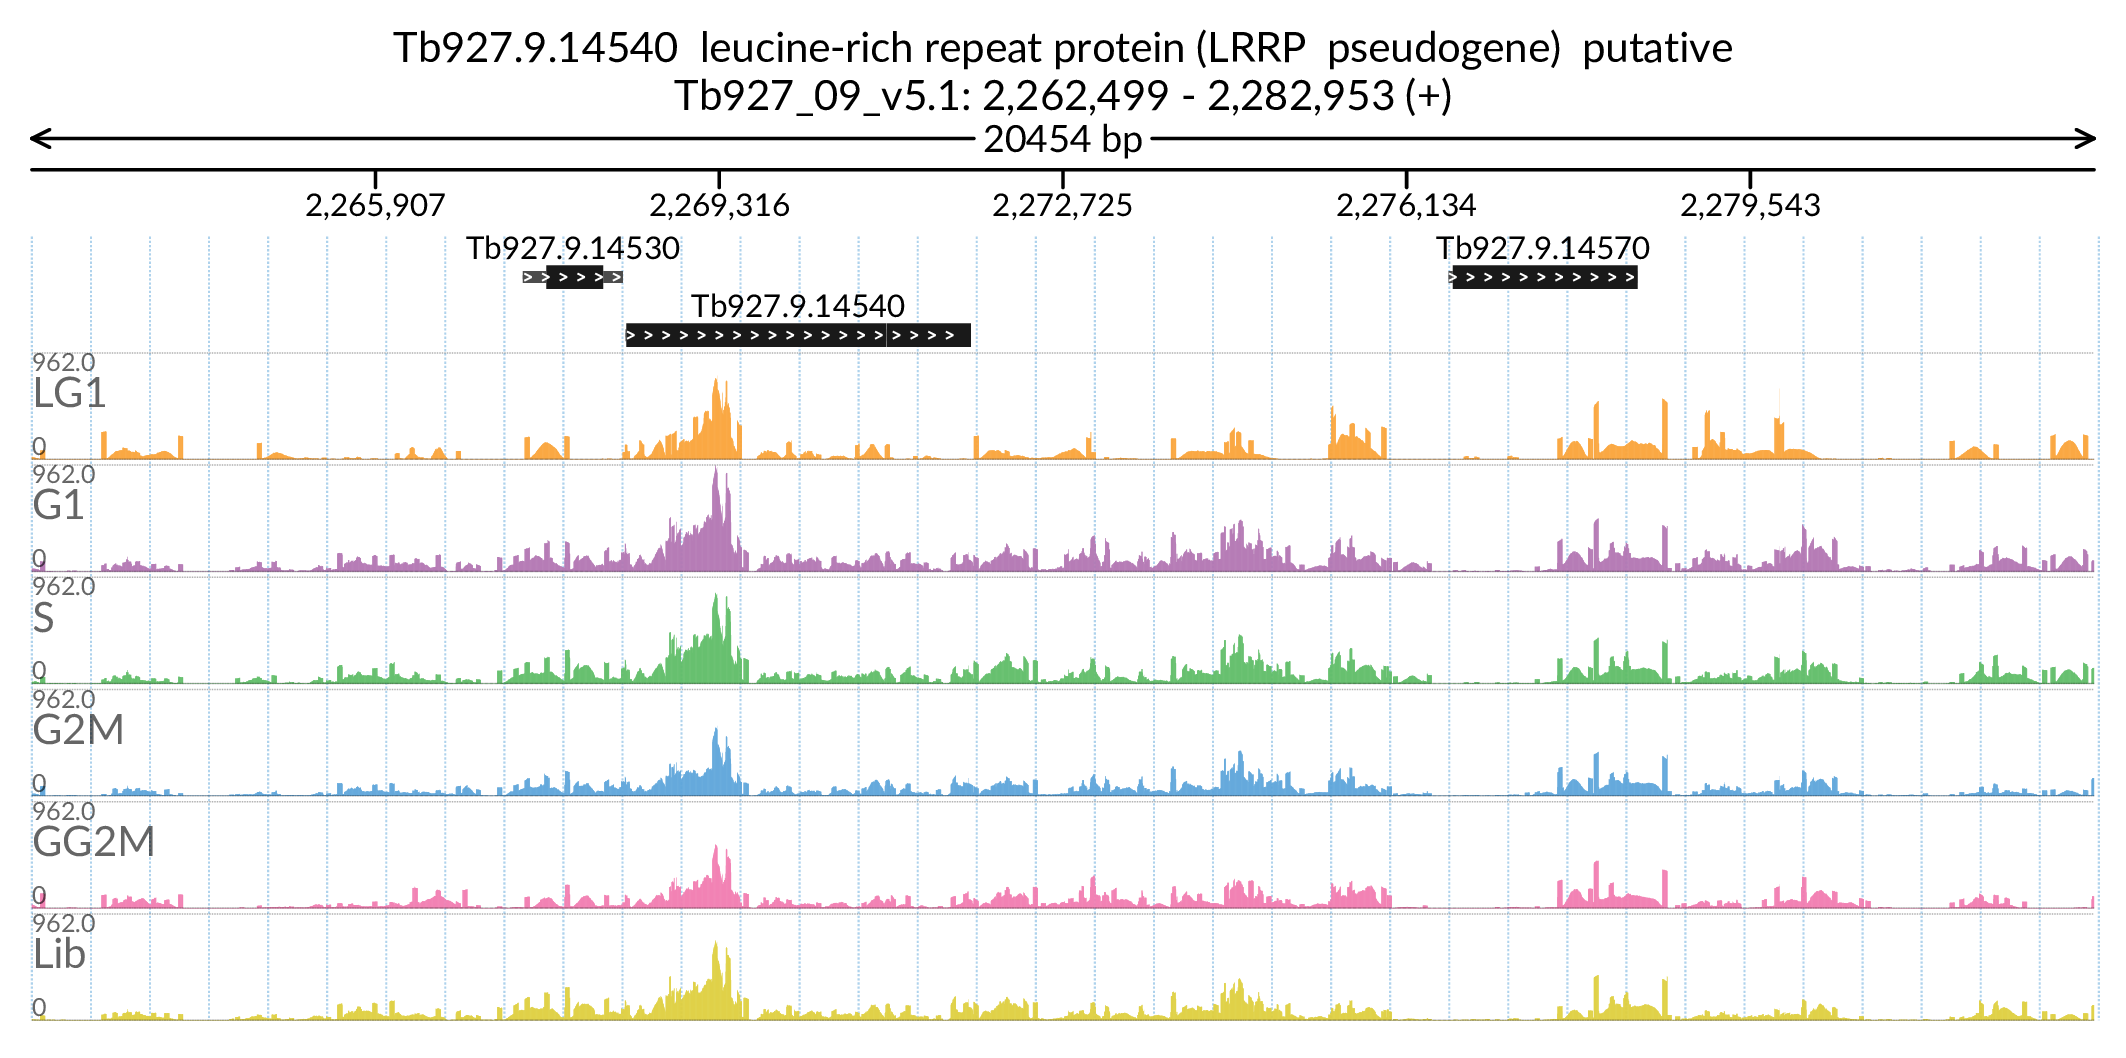 Tb927.9.14540  leucine-rich repeat protein (LRRP  pseudogene)  putative
Tb927_09_v5.1: 2,262,499 - 2,282,953 (+)
20454 bp
2,265,907 2,269,316 2,272,725 2,276,134 2,279,543
Tb927.9.14530 Tb927.9.14570
Tb927.9.14540
962.0
LG1
0
962.0
G1
0
962.0
S
0
962.0
G2M
0
962.0
GG2M
0
962.0
Lib
0